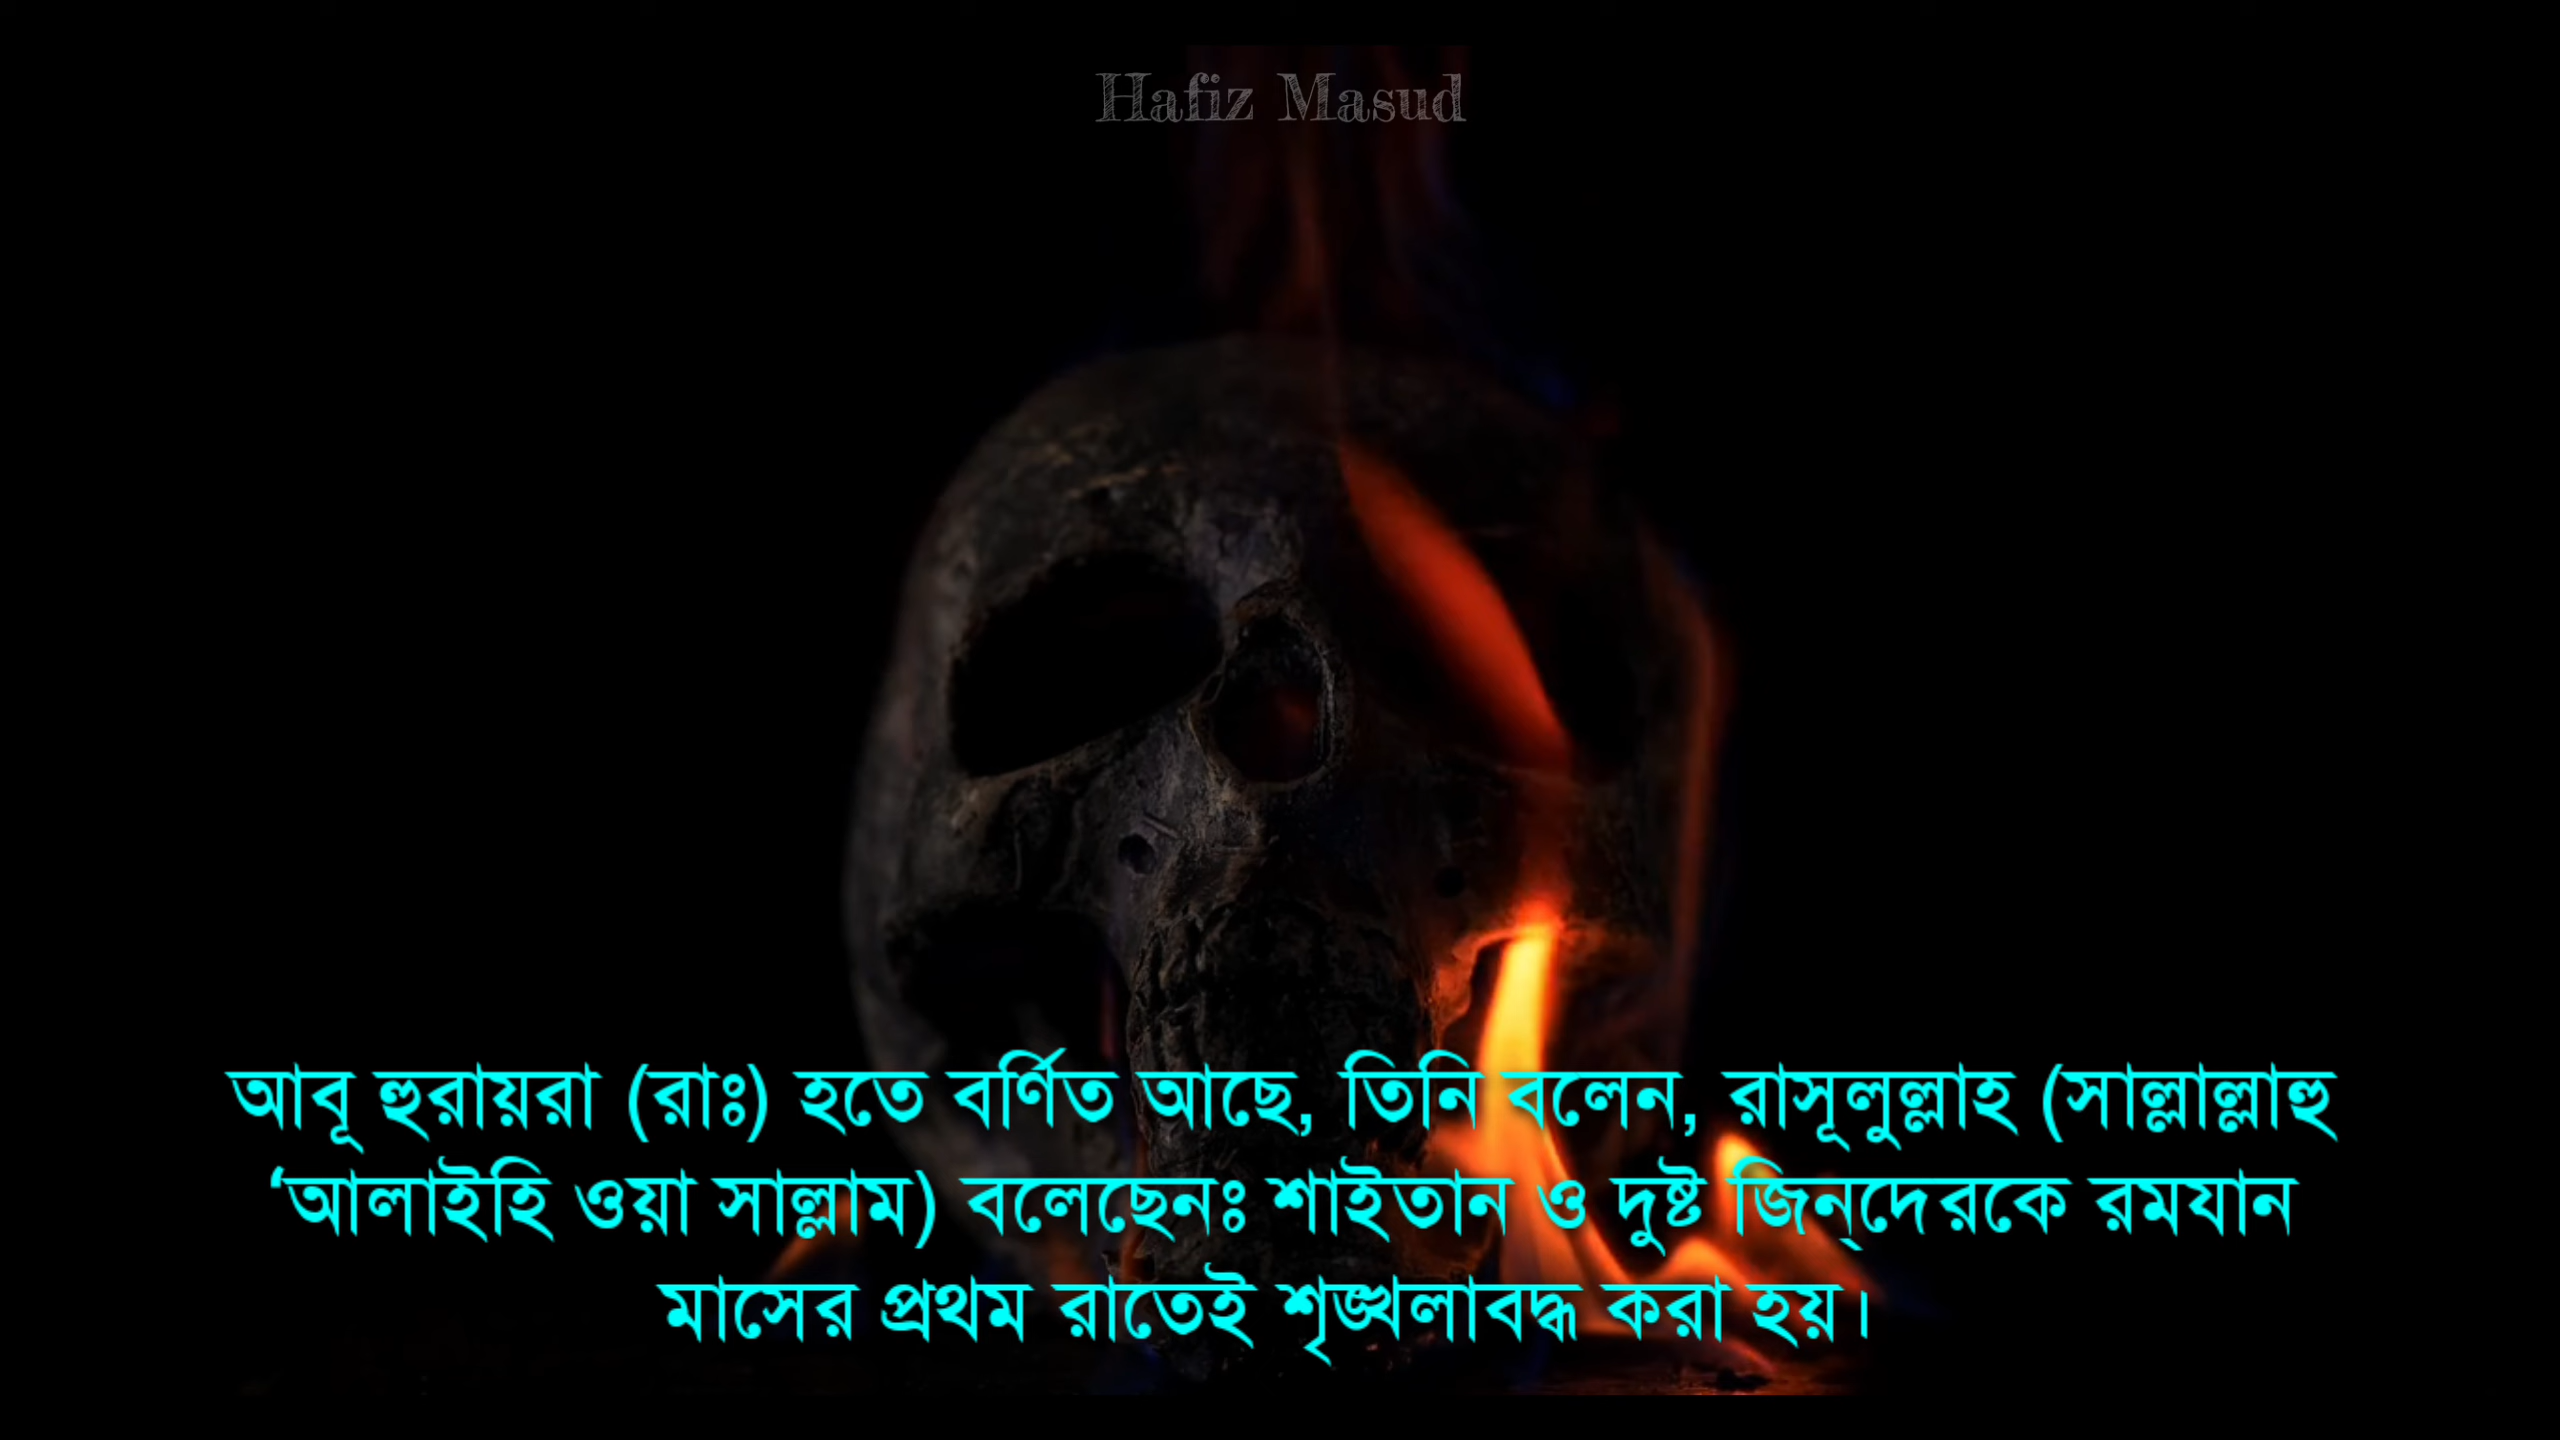 Hafiz Masud
আবূ হুরায়রা (রাঃ) হতে বর্ণিত আছে, তিনি বলেন, রাসূলুল্লাহ (সাল্লাল্লাহু
‘আলাইহি ওয়া সাল্লাম) বলেছেনঃ শাইতান ও দুষ্ট জিন্‌দেরকে রমযান
মাসের প্রথম রাতেই শৃঙ্খলাবদ্ধ করা হয়।